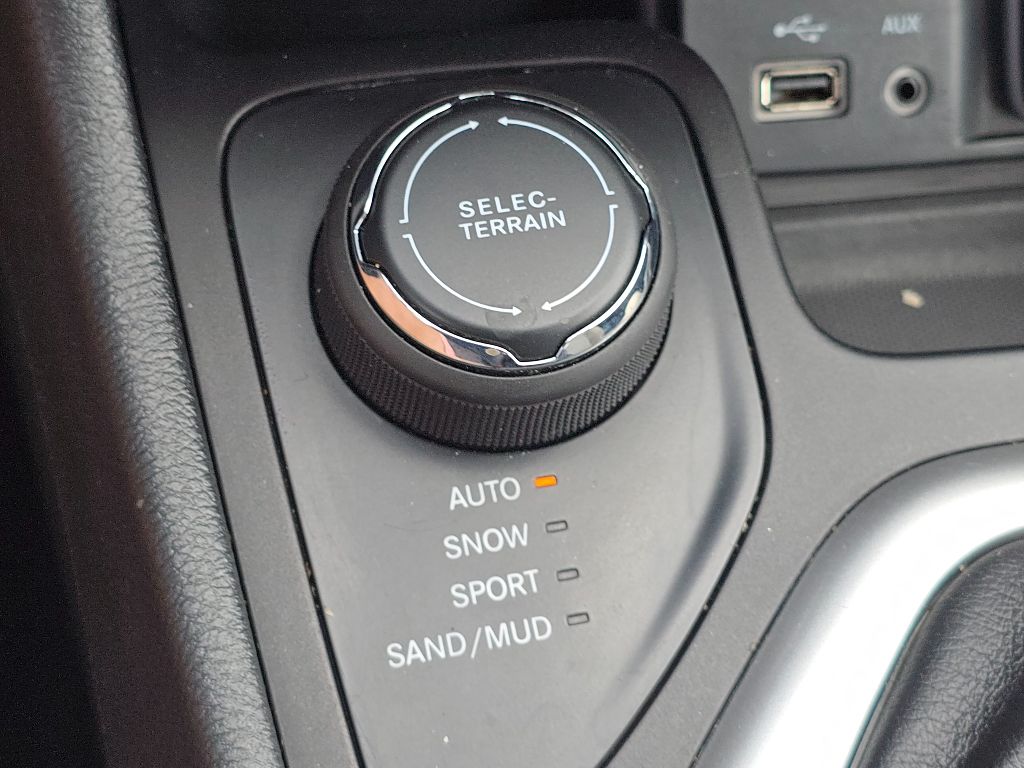 AUX
SELEC-
TERRAIN
AUTO
SNOW
SPORT
SAND/MUD